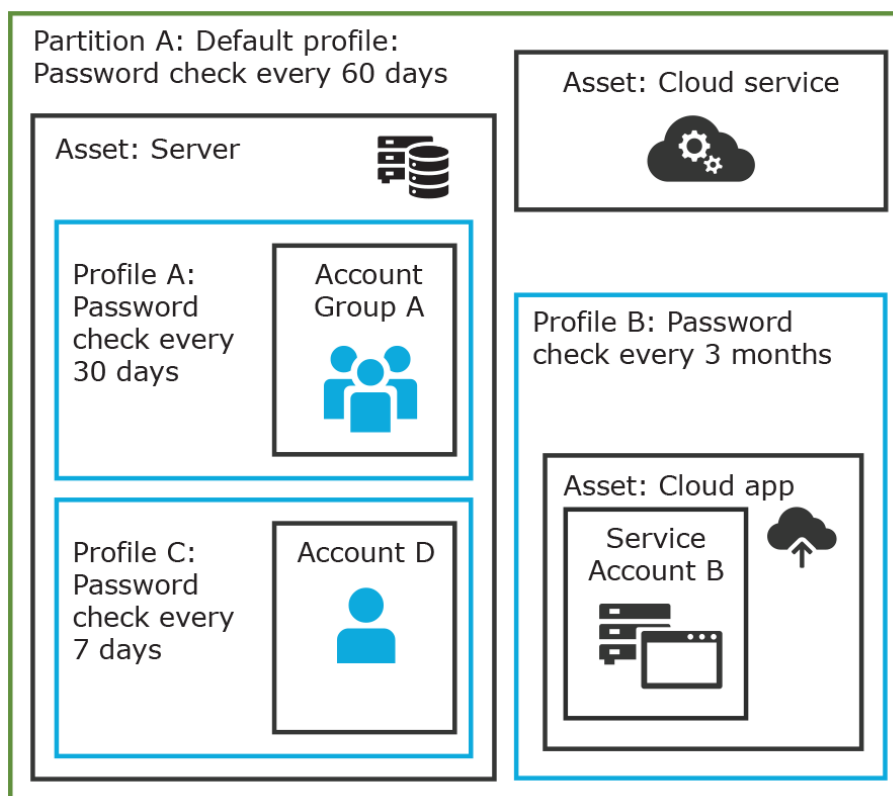 Partition A: Default profile:
Password check every 60 days
Asset: Cloud service
Asset: Server
Profile A:
Password
check every
30 days
Account
Group A
Profile B: Password
check every 3 months
Asset: Cloud app
Service
Account B
Profile C:
Password
check every
7 days
Account D